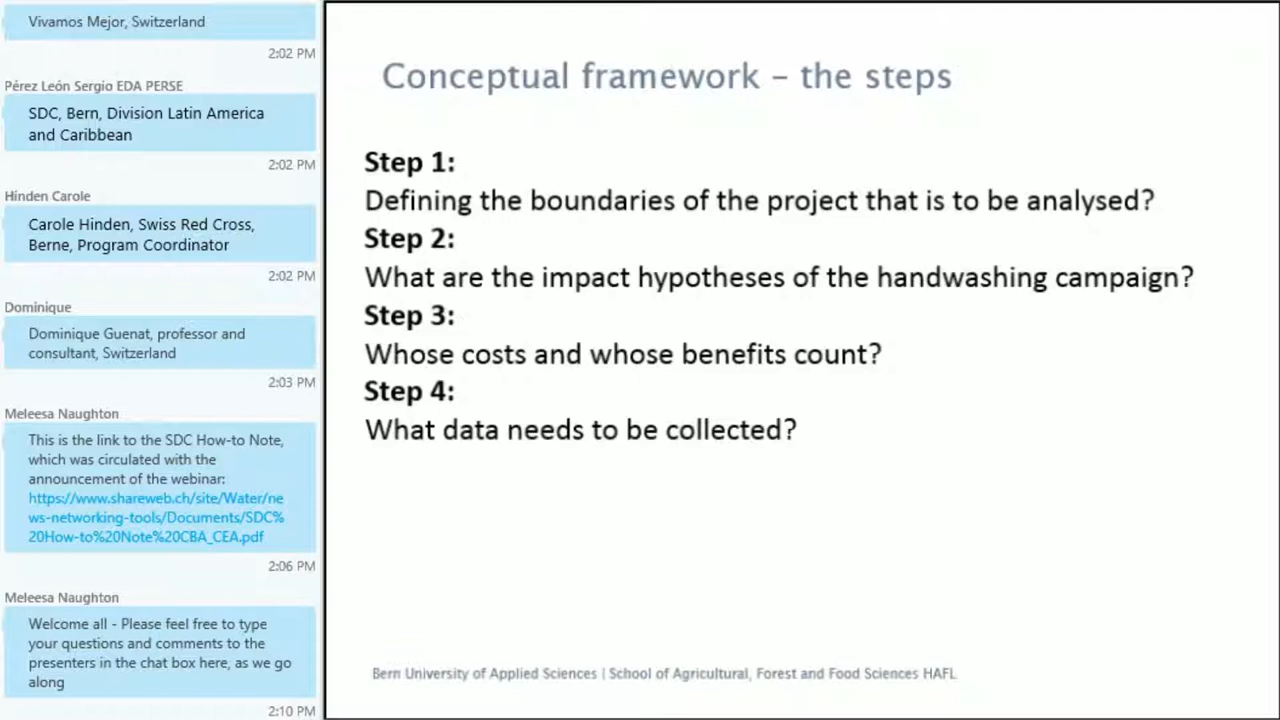 Vivamos Mejor, Switzerland
2:02 PM
Pérez León Sergio EDA PERSE
SDC, Bern, Division Latin America
and Caribbean
2:02 PM
Hinden Carole
Carole Hinden, Swiss Red Cross,
Berne, Program Coordinator
2:02 PM
Dominique
Dominique Guenat, professor and
consultant, Switzerland
2:03 PM
Meleesa Naughton
This is the link to the SDC How-to Note,
which was circulated with the
announcement of the webinar:
https://www.shareweb.ch/site/Water/ne
ws-networking-tools/Documents/SDC%
20How-to%20Note%20CBA_CEA.pdf
2:06 PM
Meleesa Naughton
Welcome all - Please feel free to type
your questions and comments to the
presenters in the chat box here, as we go
along
2:10 PM
Conceptual framework – the steps
Step 1:
Defining the boundaries of the project that is to be analysed?
Step 2:
What are the impact hypotheses of the handwashing campaign?
Step 3:
Whose costs and whose benefits count?
Step 4:
What data needs to be collected?
Bern University of Applied Sciences | School of Agricultural, Forest and Food Sciences HAFL